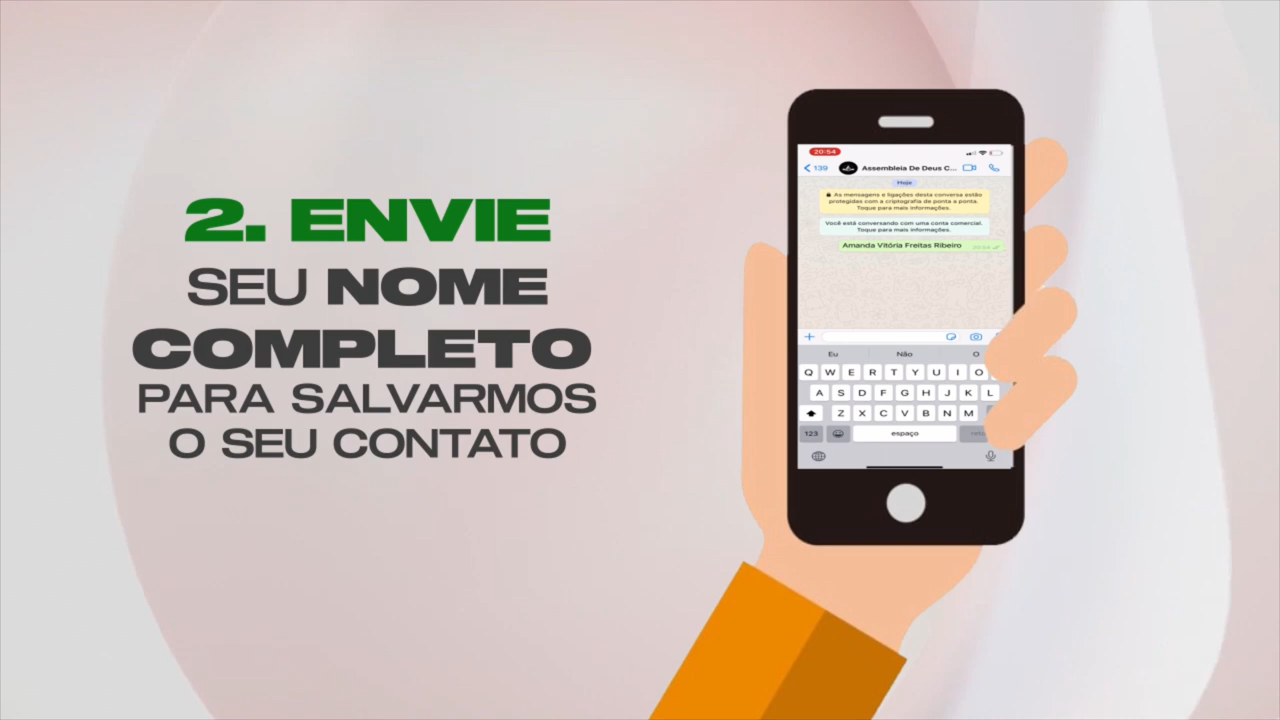 2. ENVIE
SEU NOME
COMPLETO
PARA SALVARMOS
O SEU CONTATO
20:54
139 Assembleia De Deus C...
Hoje
As mensagens e ligações desta conversa estão
protegidas com a criptografia de ponta a ponta.
Toque para mais informações.
Você está conversando com uma conta comercial.
Toque para mais informações.
Amanda Vitória Freitas Ribeiro 20:54
Eu Não O
Q W E R T Y U I O
A S D F G H J K L
Z X C V B N M
123 espaço